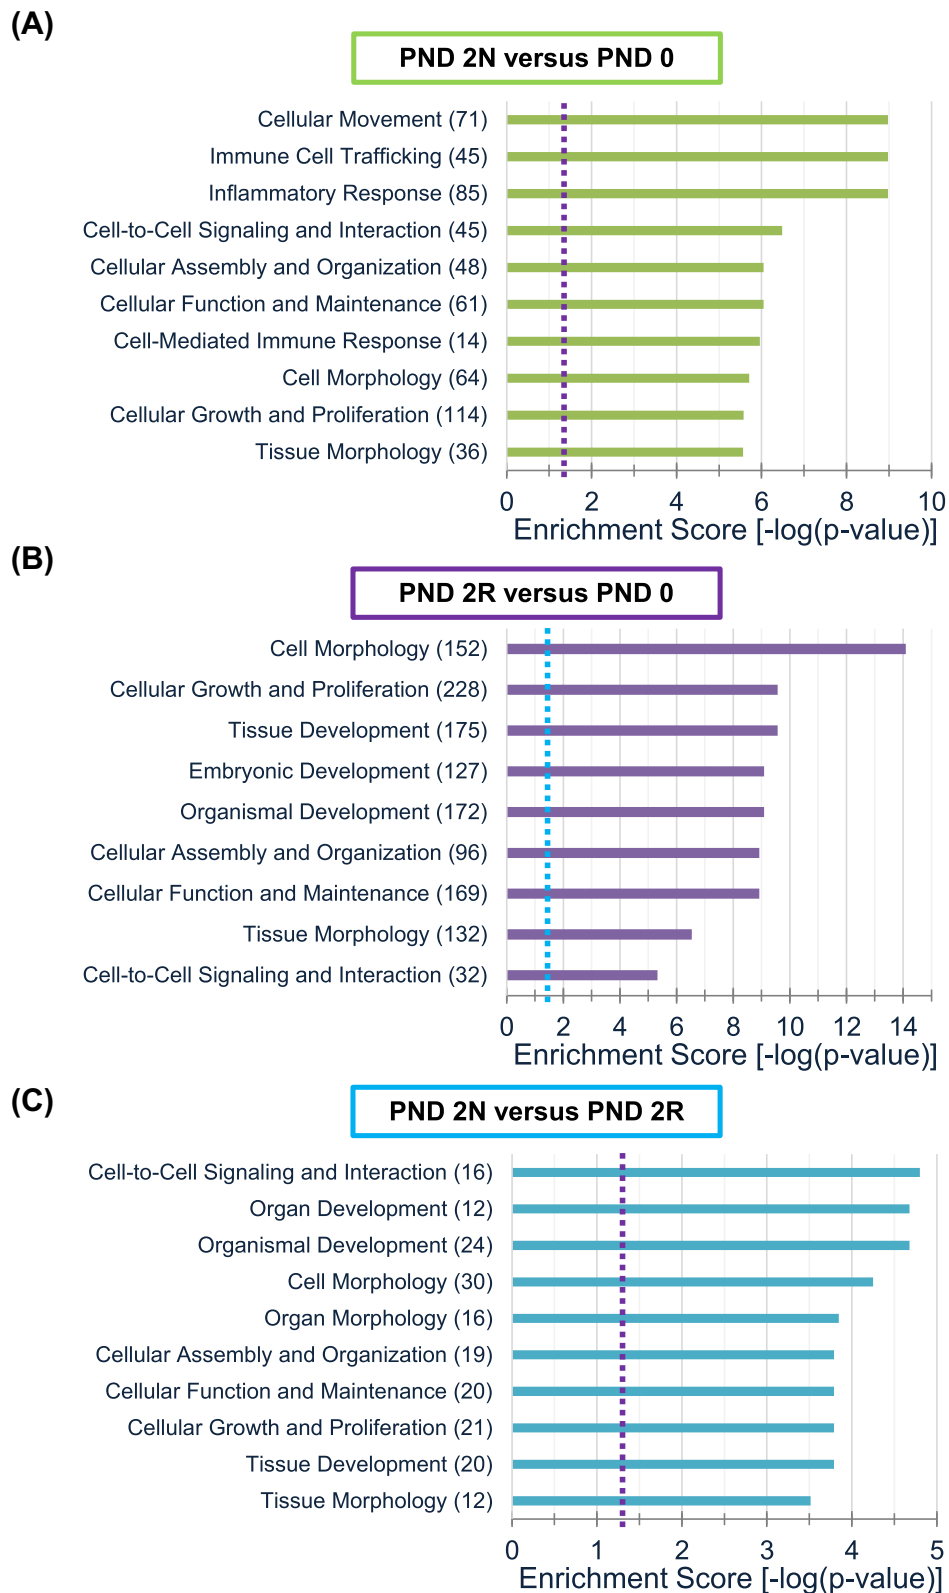 (A)
PND 2N versus PND 0
Cellular Movement (71)
Immune Cell Trafficking (45)
Inflammatory Response (85)
Cell-to-Cell Signaling and Interaction (45)
Cellular Assembly and Organization (48)
Cellular Function and Maintenance (61)
Cell-Mediated Immune Response (14)
Cell Morphology (64)
Cellular Growth and Proliferation (114)
Tissue Morphology (36)
0 2 4 6 8 10
Enrichment Score [-log(p-value)]
(B)
PND 2R versus PND 0
Cell Morphology (152)
Cellular Growth and Proliferation (228)
Tissue Development (175)
Embryonic Development (127)
Organismal Development (172)
Cellular Assembly and Organization (96)
Cellular Function and Maintenance (169)
Tissue Morphology (132)
Cell-to-Cell Signaling and Interaction (32)
0 2 4 6 8 10 12 14
Enrichment Score [-log(p-value)]
(C)
PND 2N versus PND 2R
Cell-to-Cell Signaling and Interaction (16)
Organ Development (12)
Organismal Development (24)
Cell Morphology (30)
Organ Morphology (16)
Cellular Assembly and Organization (19)
Cellular Function and Maintenance (20)
Cellular Growth and Proliferation (21)
Tissue Development (20)
Tissue Morphology (12)
0 1 2 3 4 5
Enrichment Score [-log(p-value)]